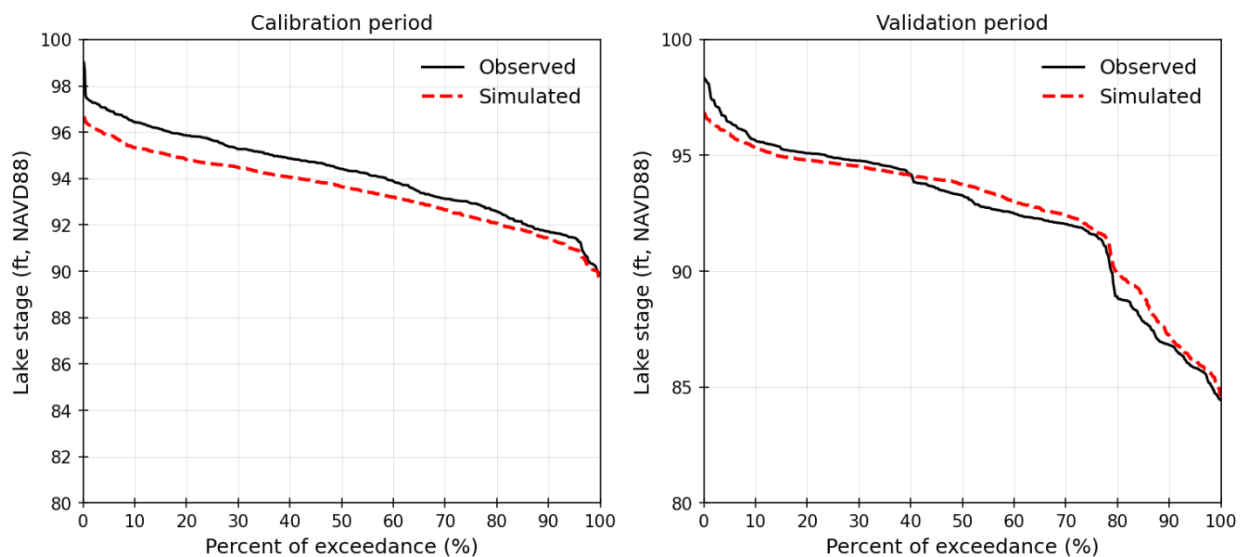 Calibration period
100
98
96
94
92
90
88
86
84
82
80
Lake stage (ft, NAVD88)
Observed
Simulated
0 10 20 30 40 50 60 70 80 90 100
Percent of exceedance (%)
Validation period
100
95
90
85
80
Lake stage (ft, NAVD88)
Observed
Simulated
0 10 20 30 40 50 60 70 80 90 100
Percent of exceedance (%)